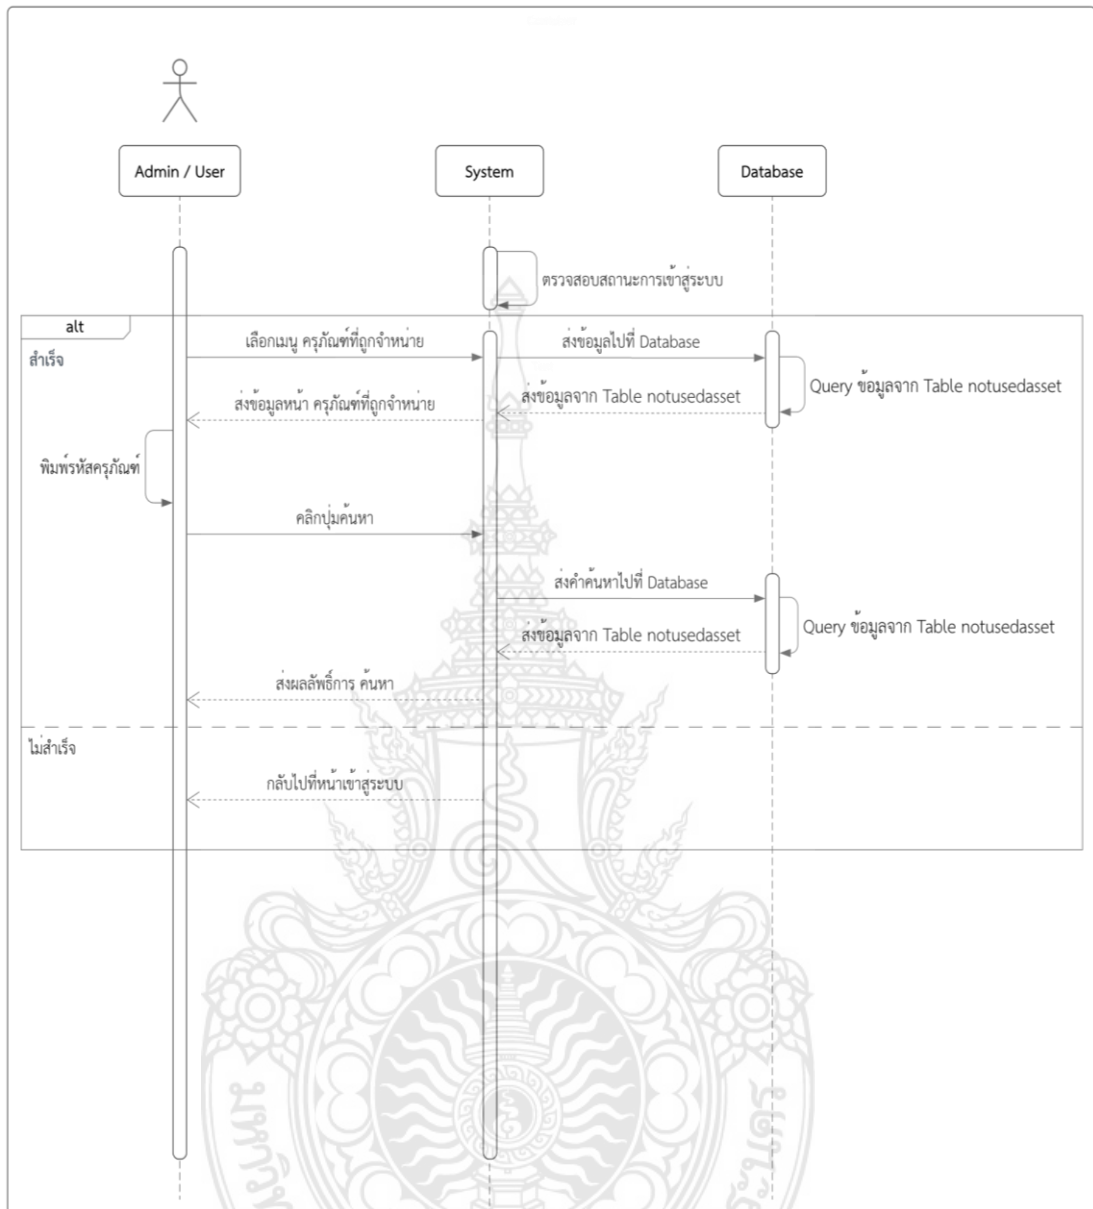 Admin / User
System
Database
ตรวจสอบสถานะการเข้าสู่ระบบ
alt
สำเร็จ
เลือกเมนู ครุภัณฑ์ที่ถูกจำหน่าย
ส่งข้อมูลไปที่ Database
Query ข้อมูลจาก Table notusedasset
ส่งข้อมูลจาก Table notusedasset
ส่งข้อมูลหน้า ครุภัณฑ์ที่ถูกจำหน่าย
พิมพ์รหัสครุภัณฑ์
คลิกปุ่มค้นหา
ส่งคำค้นหาไปที่ Database
Query ข้อมูลจาก Table notusedasset
ส่งข้อมูลจาก Table notusedasset
ส่งผลลัพธิ์การ ค้นหา
ไม่สำเร็จ
กลับไปที่หน้าเข้าสู่ระบบ